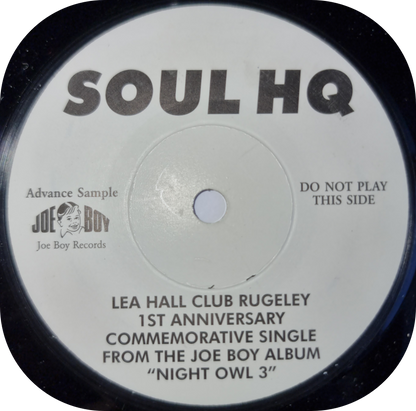 SOUL HQ
Advance Sample
JOE BOY
Joe Boy Records
DO NOT PLAY
THIS SIDE
LEA HALL CLUB RUGELEY
1ST ANNIVERSARY
COMMEMORATIVE SINGLE
FROM THE JOE BOY ALBUM
“NIGHT OWL 3”